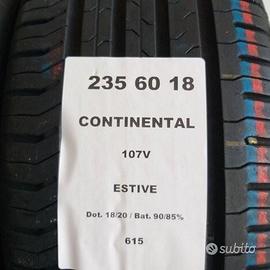 235 60 18
CONTINENTAL
107V
ESTIVE
Dot. 18/20 / Bat. 90/85%
615
subito